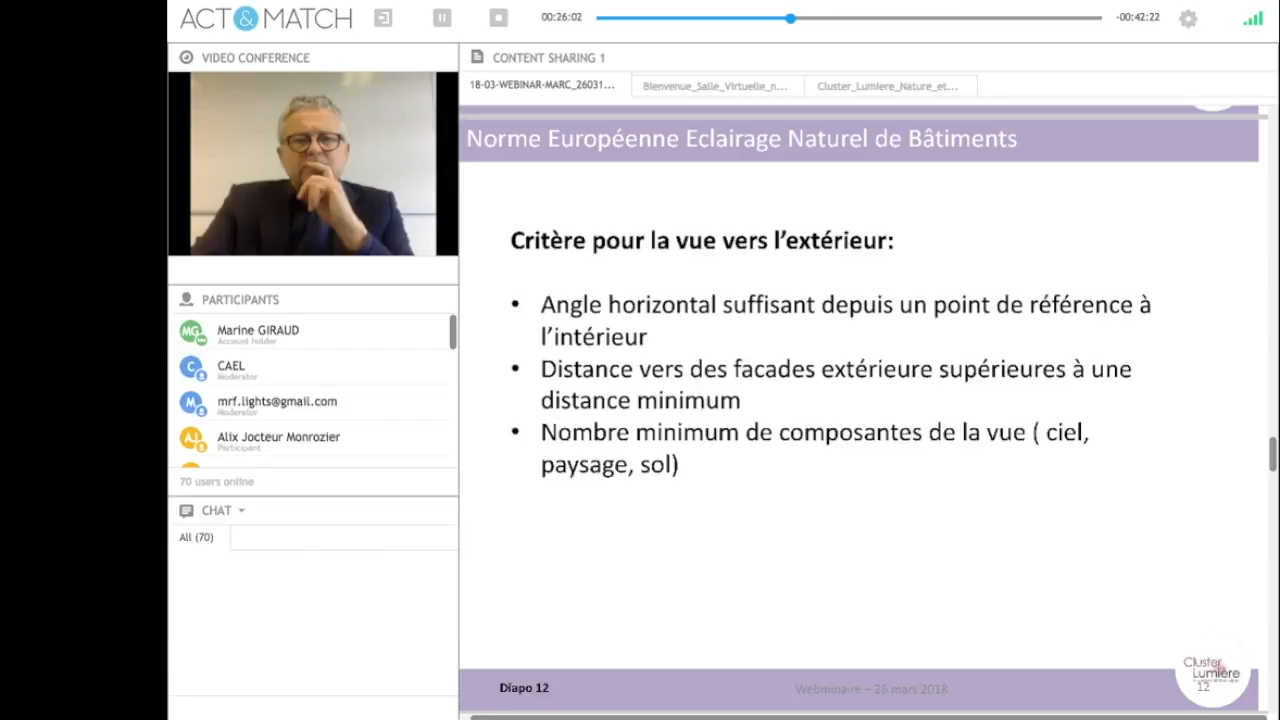 ACT & MATCH
00:26:02
-00:42:22
VIDEO CONFERENCE
PARTICIPANTS
MG
Marine GIRAUD
Account holder
C
CAEL
Moderator
M
mrf.lights@gmail.com
Moderator
AJ
Alix Jocteur Monrozier
Participant
70 users online
CHAT
All (70)
CONTENT SHARING 1
18-03-WEBINAR-MARC_26031...
Bienvenue_Salle_Virtuelle_n...
Cluster_Lumiere_Nature_et...
Norme Européenne Eclairage Naturel de Bâtiments
Critère pour la vue vers l’extérieur:
• Angle horizontal suffisant depuis un point de référence à
l’intérieur
• Distance vers des facades extérieure supérieures à une
distance minimum
• Nombre minimum de composantes de la vue ( ciel,
paysage, sol)
Diapo 12
Webminaire – 26 mars 2018
Cluster
Lumière
12